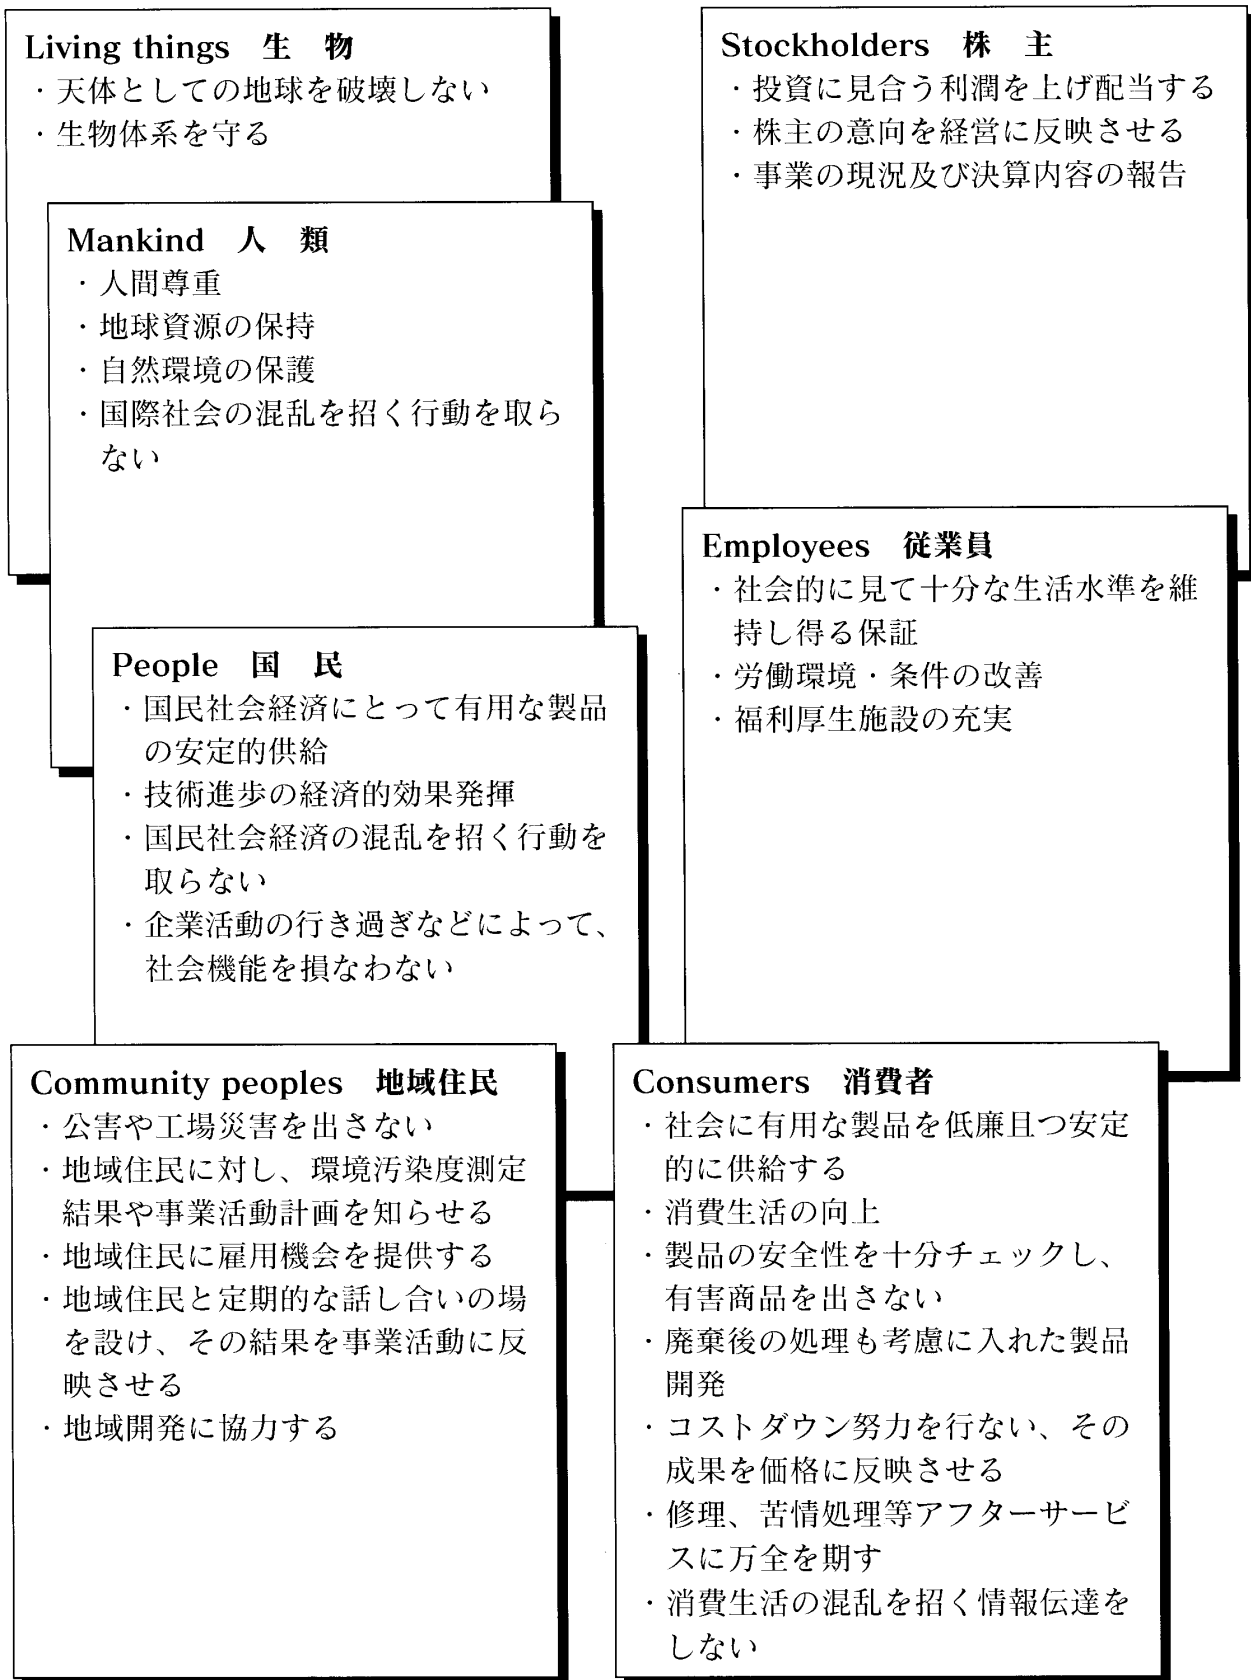 Living things 生 物
・天体としての地球を破壊しない
・生物体系を守る
Mankind 人 類
・人間尊重
・地球資源の保持
・自然環境の保護
・国際社会の混乱を招く行動を取ら
ない
People 国 民
・国民社会経済にとって有用な製品
の安定的供給
・技術進歩の経済的効果発揮
・国民社会経済の混乱を招く行動を
取らない
・企業活動の行き過ぎなどによって、
社会機能を損なわない
Community peoples 地域住民
・公害や工場災害を出さない
・地域住民に対し、環境汚染度測定
結果や事業活動計画を知らせる
・地域住民に雇用機会を提供する
・地域住民と定期的な話し合いの場
を設け、その結果を事業活動に反
映させる
・地域開発に協力する
Stockholders 株 主
・投資に見合う利潤を上げ配当する
・株主の意向を経営に反映させる
・事業の現況及び決算内容の報告
Employees 従業員
・社会的に見て十分な生活水準を維
持し得る保証
・労働環境・条件の改善
・福利厚生施設の充実
Consumers 消費者
・社会に有用な製品を低廉且つ安定
的に供給する
・消費生活の向上
・製品の安全性を十分チェックし、
有害商品を出さない
・廃棄後の処理も考慮に入れた製品
開発
・コストダウン努力を行ない、その
成果を価格に反映させる
・修理、苦情処理等アフターサービ
スに万全を期す
・消費生活の混乱を招く情報伝達を
しない